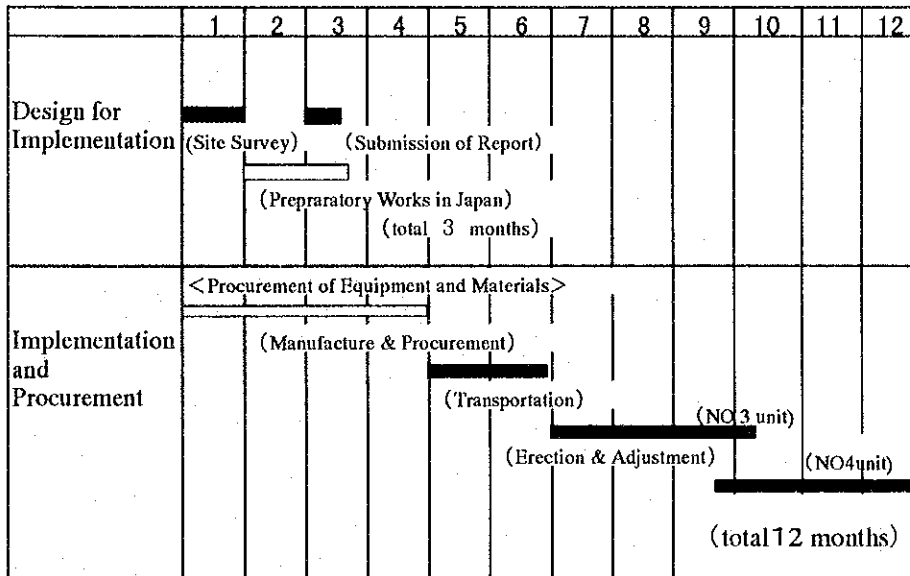 1 2 3 4 5 6 7 8 9 10 11 12
Design for
Implementation
(Site Survey) (Submission of Report)
(Prepraratory Works in Japan)
(total 3 months)
<Procurement of Equipment and Materials>
Implementation
and
Procurement
(Manufacture & Procurement)
(Transportation)
(NO 3 unit)
(Erection & Adjustment)
(NO4unit)
(total 12 months)